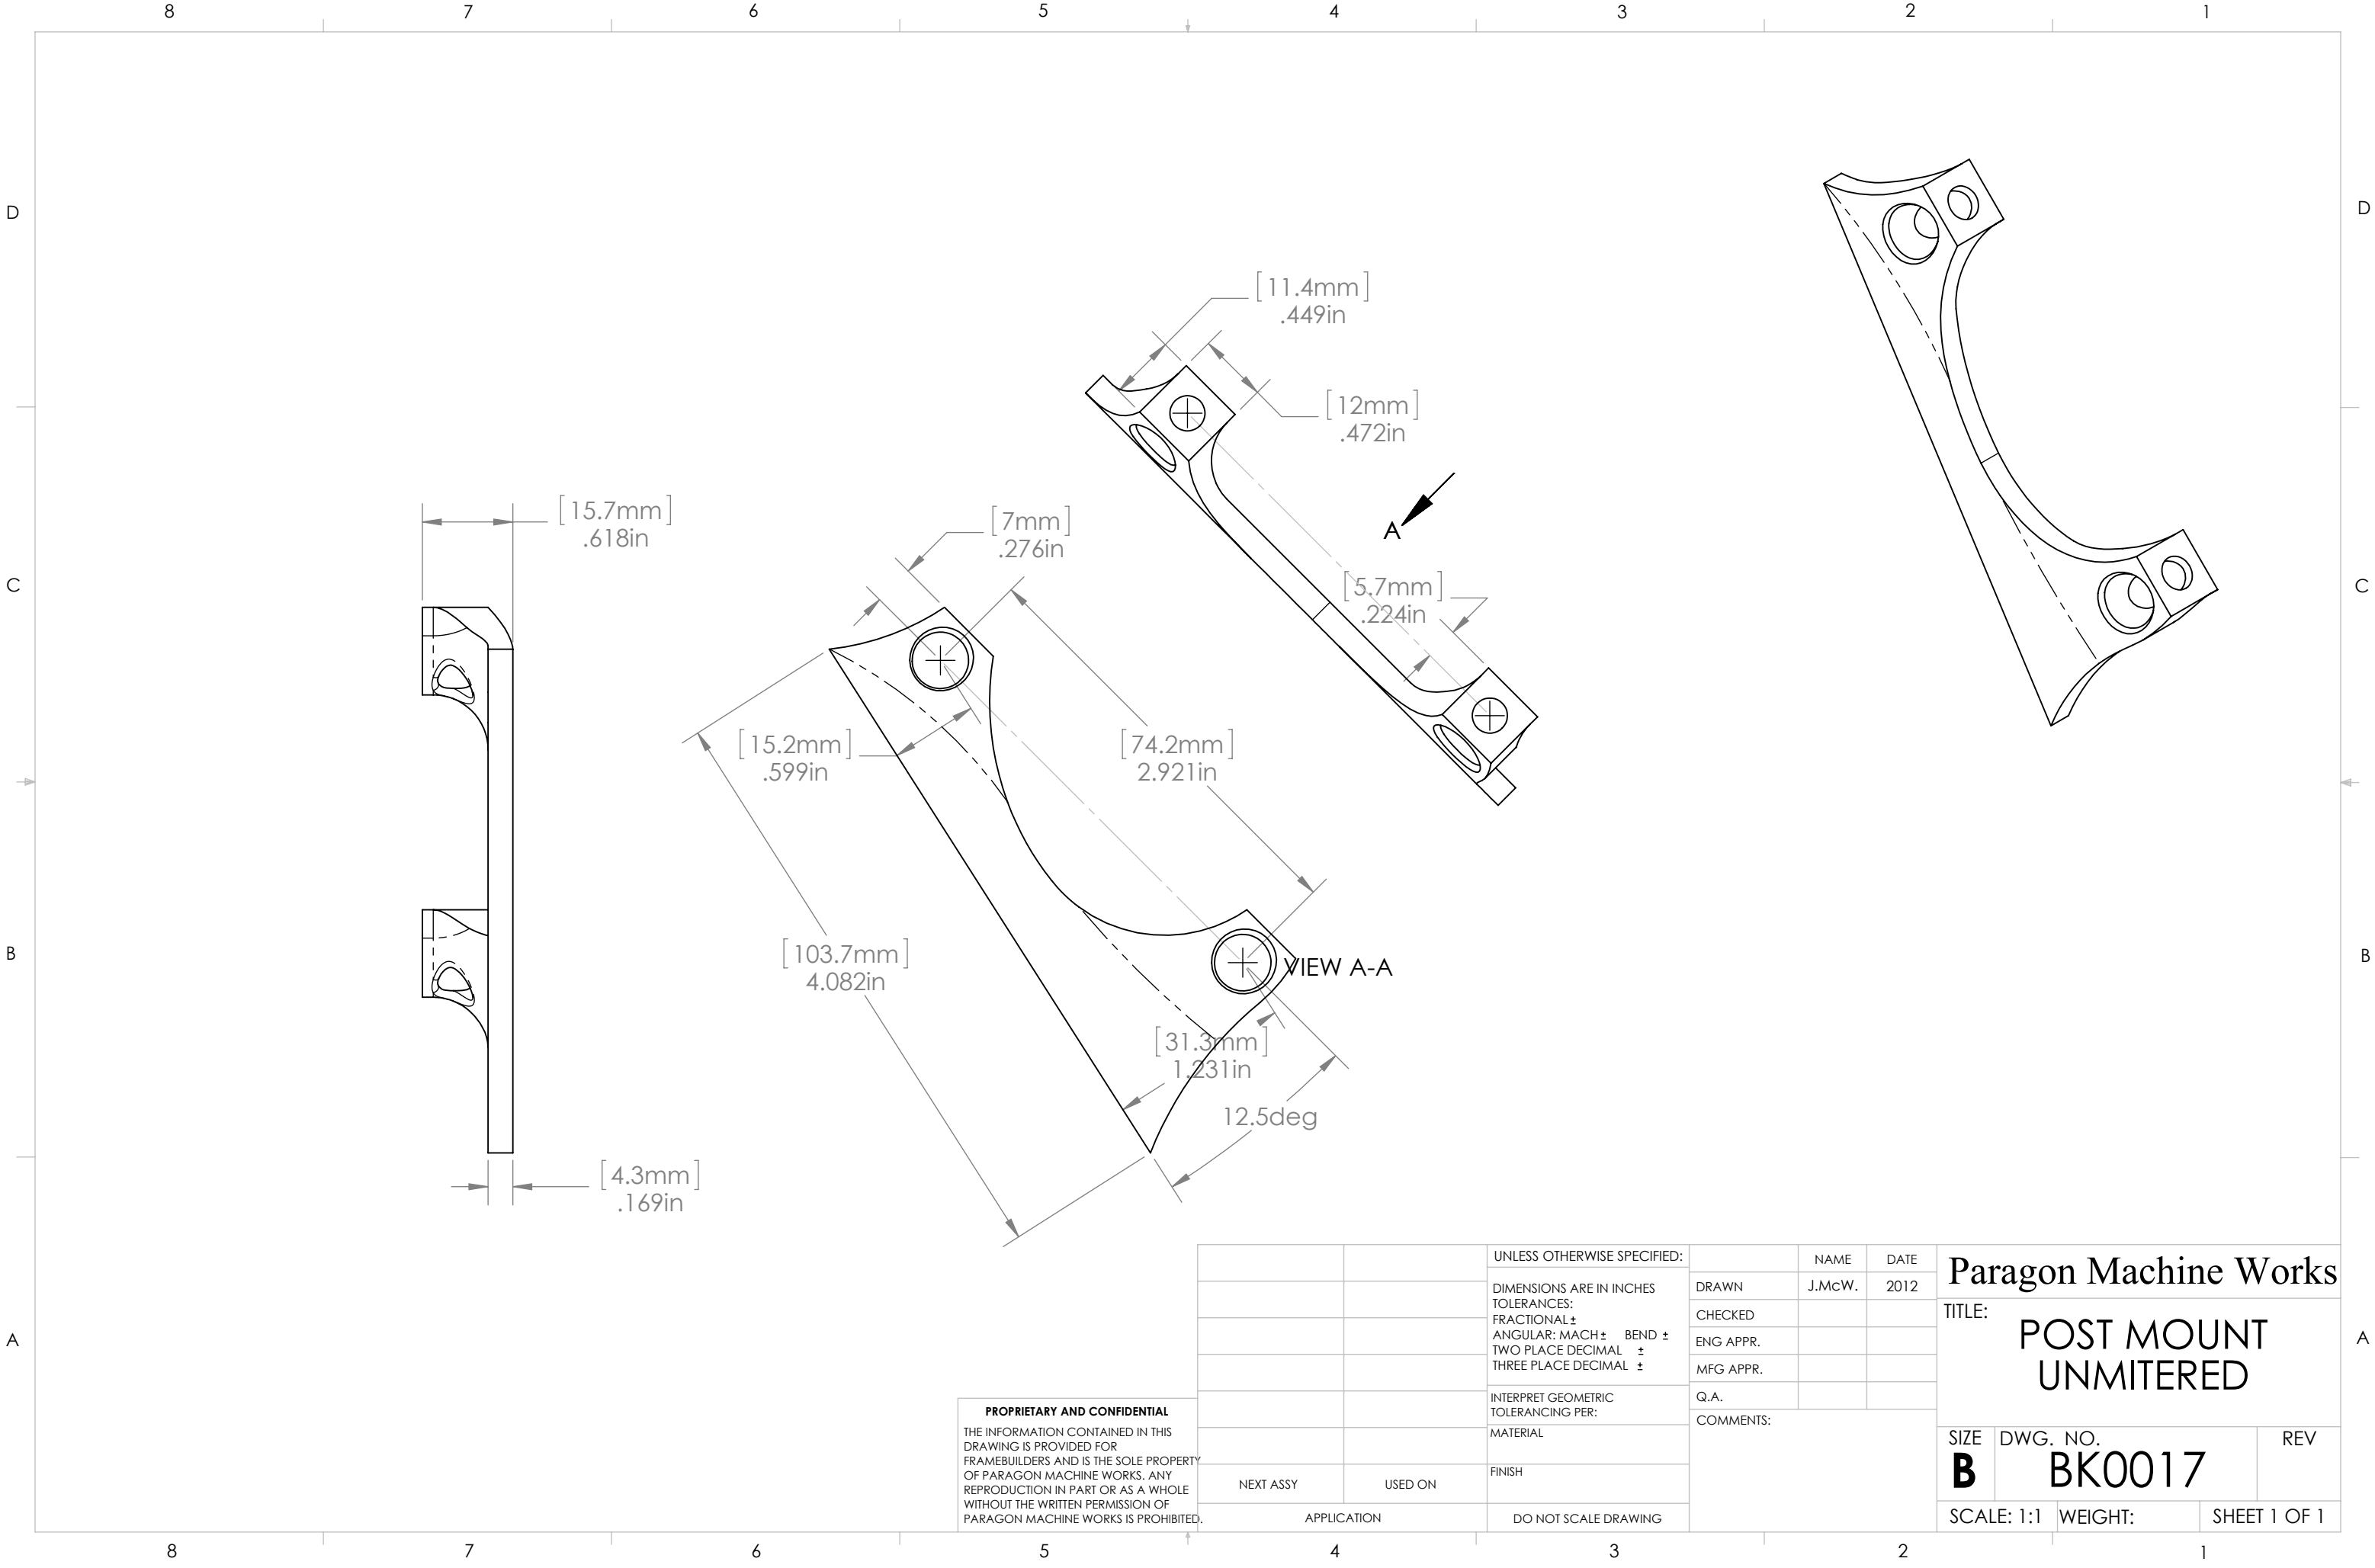 8 7 6 5 4 3 2 1
D D
[11.4mm]
.449in
[12mm]
.472in
[15.7mm]
.618in
[7mm]
.276in
A
C C
[5.7mm]
.224in
[15.2mm]
.599in
[74.2mm]
2.921in
B B
[103.7mm]
4.082in
VIEW A-A
[31.3mm]
1.231in
12.5deg
[4.3mm]
.169in
A A
PROPRIETARY AND CONFIDENTIAL
THE INFORMATION CONTAINED IN THIS
DRAWING IS PROVIDED FOR
FRAMEBUILDERS AND IS THE SOLE PROPERTY
OF PARAGON MACHINE WORKS. ANY
REPRODUCTION IN PART OR AS A WHOLE
WITHOUT THE WRITTEN PERMISSION OF
PARAGON MACHINE WORKS IS PROHIBITED.
NEXT ASSY USED ON
APPLICATION
UNLESS OTHERWISE SPECIFIED:
DIMENSIONS ARE IN INCHES
TOLERANCES:
FRACTIONAL ±
ANGULAR: MACH ± BEND ±
TWO PLACE DECIMAL ±
THREE PLACE DECIMAL ±
INTERPRET GEOMETRIC
TOLERANCING PER:
MATERIAL
FINISH
DO NOT SCALE DRAWING
NAME DATE
DRAWN J.McW. 2012
CHECKED
ENG APPR.
MFG APPR.
Q.A.
COMMENTS:
Paragon Machine Works
TITLE:
POST MOUNT
UNMITERED
SIZE DWG. NO. REV
B BK0017
SCALE: 1:1 WEIGHT: SHEET 1 OF 1
8 7 6 5 4 3 2 1